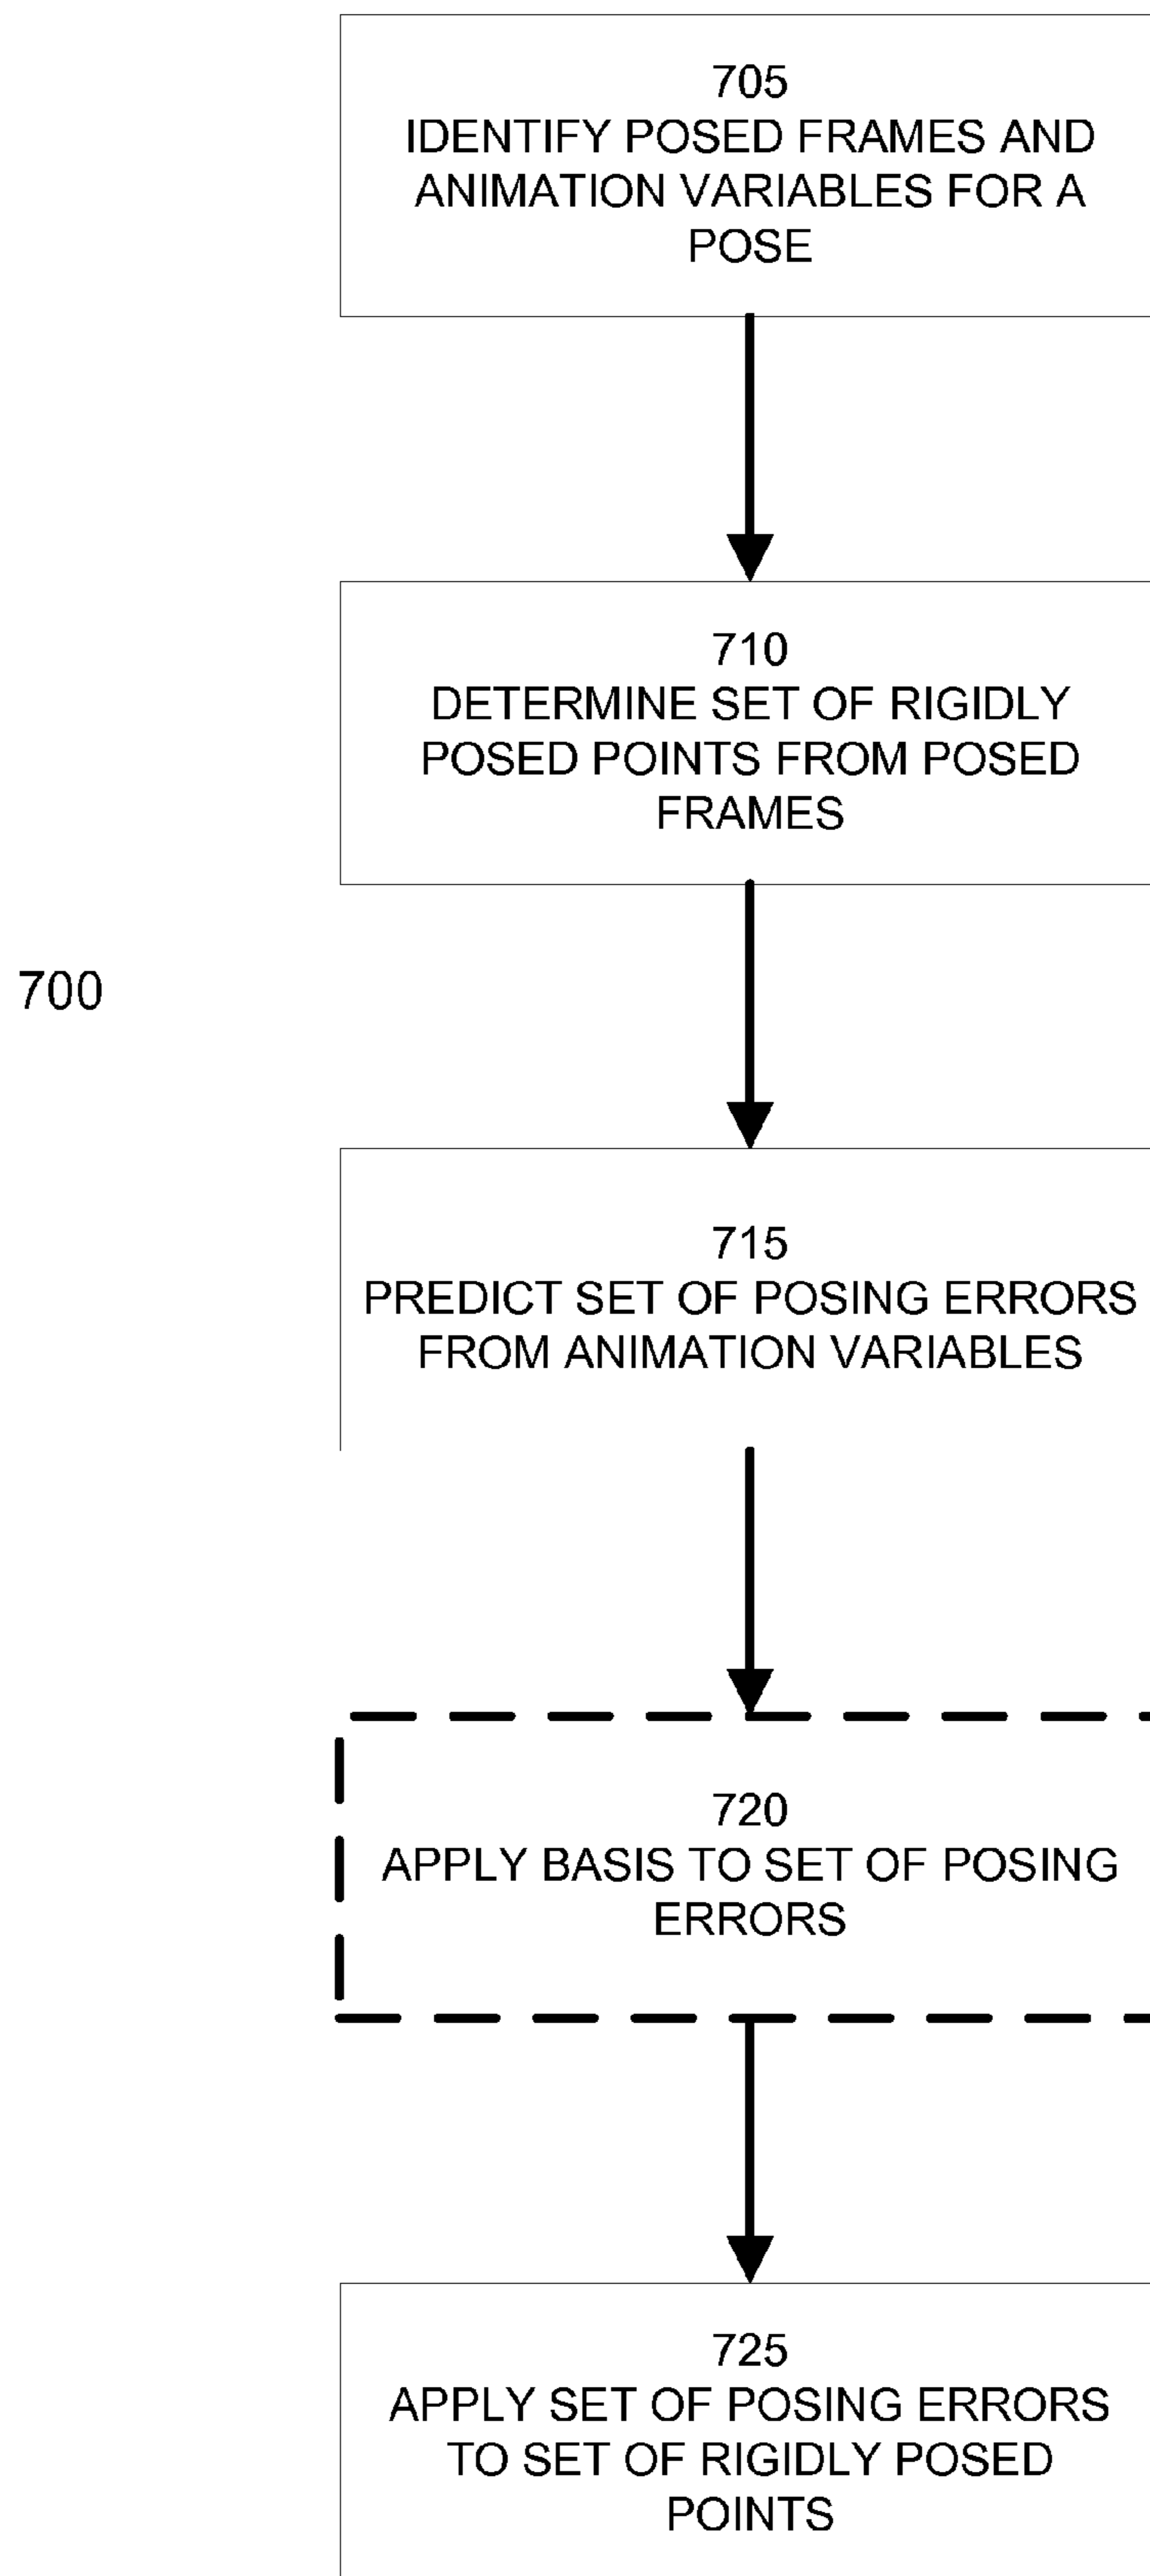 705
IDENTIFY POSED FRAMES AND
ANIMATION VARIABLES FOR A
POSE
710
DETERMINE SET OF RIGIDLY
POSED POINTS FROM POSED
FRAMES
700
715
PREDICT SET OF POSING ERRORS
FROM ANIMATION VARIABLES
720
APPLY BASIS TO SET OF POSING
ERRORS
725
APPLY SET OF POSING ERRORS
TO SET OF RIGIDLY POSED
POINTS